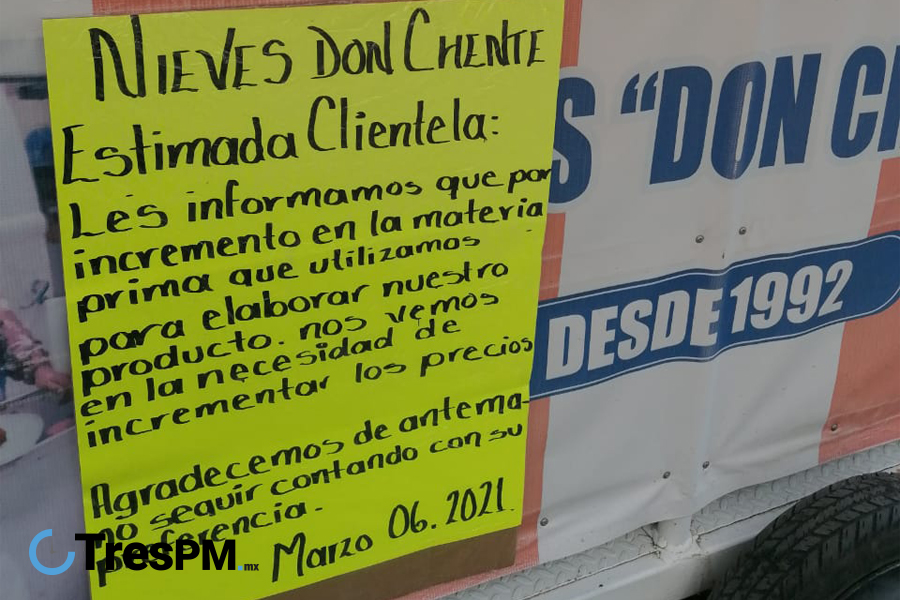 NIEVES DON CHENTE
Estimada Clientela:
Les informamos que por
incremento en la materia
prima que utilizamos
para elaborar nuestro
producto. nos vemos
en la necesidad de
incrementar los precios
Agradecemos de antema-
no seguir contando con su
preferencia.
Marzo 06. 2021.
S "DON CH
DESDE 1992
TresPM.mx